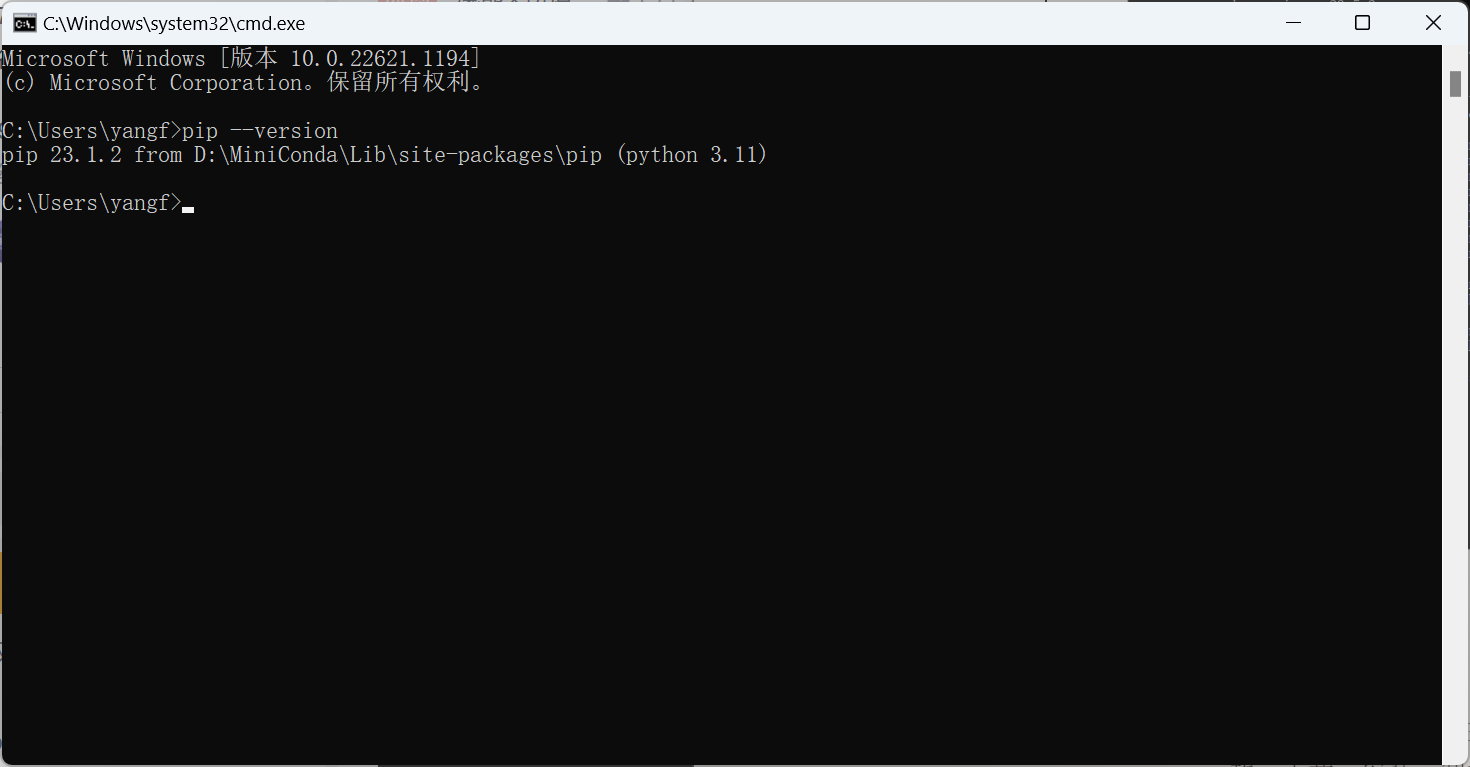 C:\Windows\system32\cmd.exe
Microsoft Windows [版本 10.0.22621.1194]
(c) Microsoft Corporation。保留所有权利。
C:\Users\yangf>pip --version
pip 23.1.2 from D:\MiniConda\Lib\site-packages\pip (python 3.11)
C:\Users\yangf>